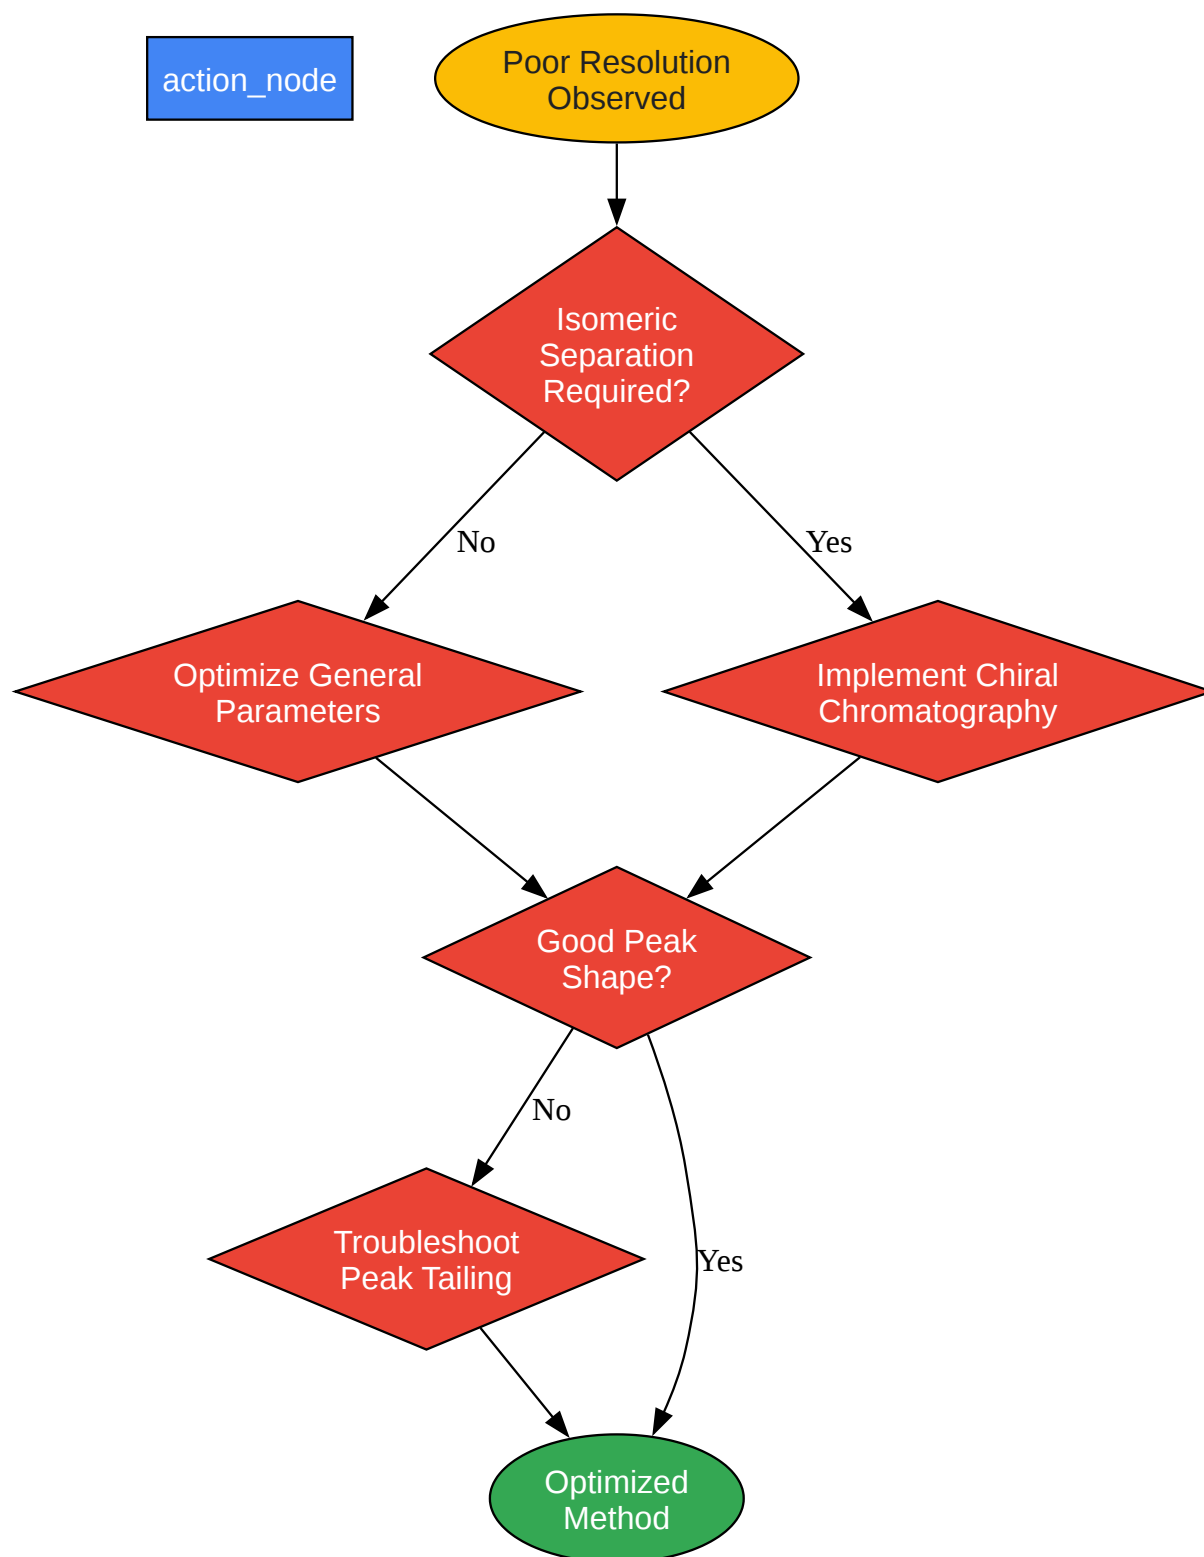 action_node
Poor Resolution
Observed
Isomeric
Separation
Required?
No
Yes
Optimize General
Parameters
Implement Chiral
Chromatography
Good Peak
Shape?
No
Troubleshoot
Peak Tailing
Yes
Optimized
Method